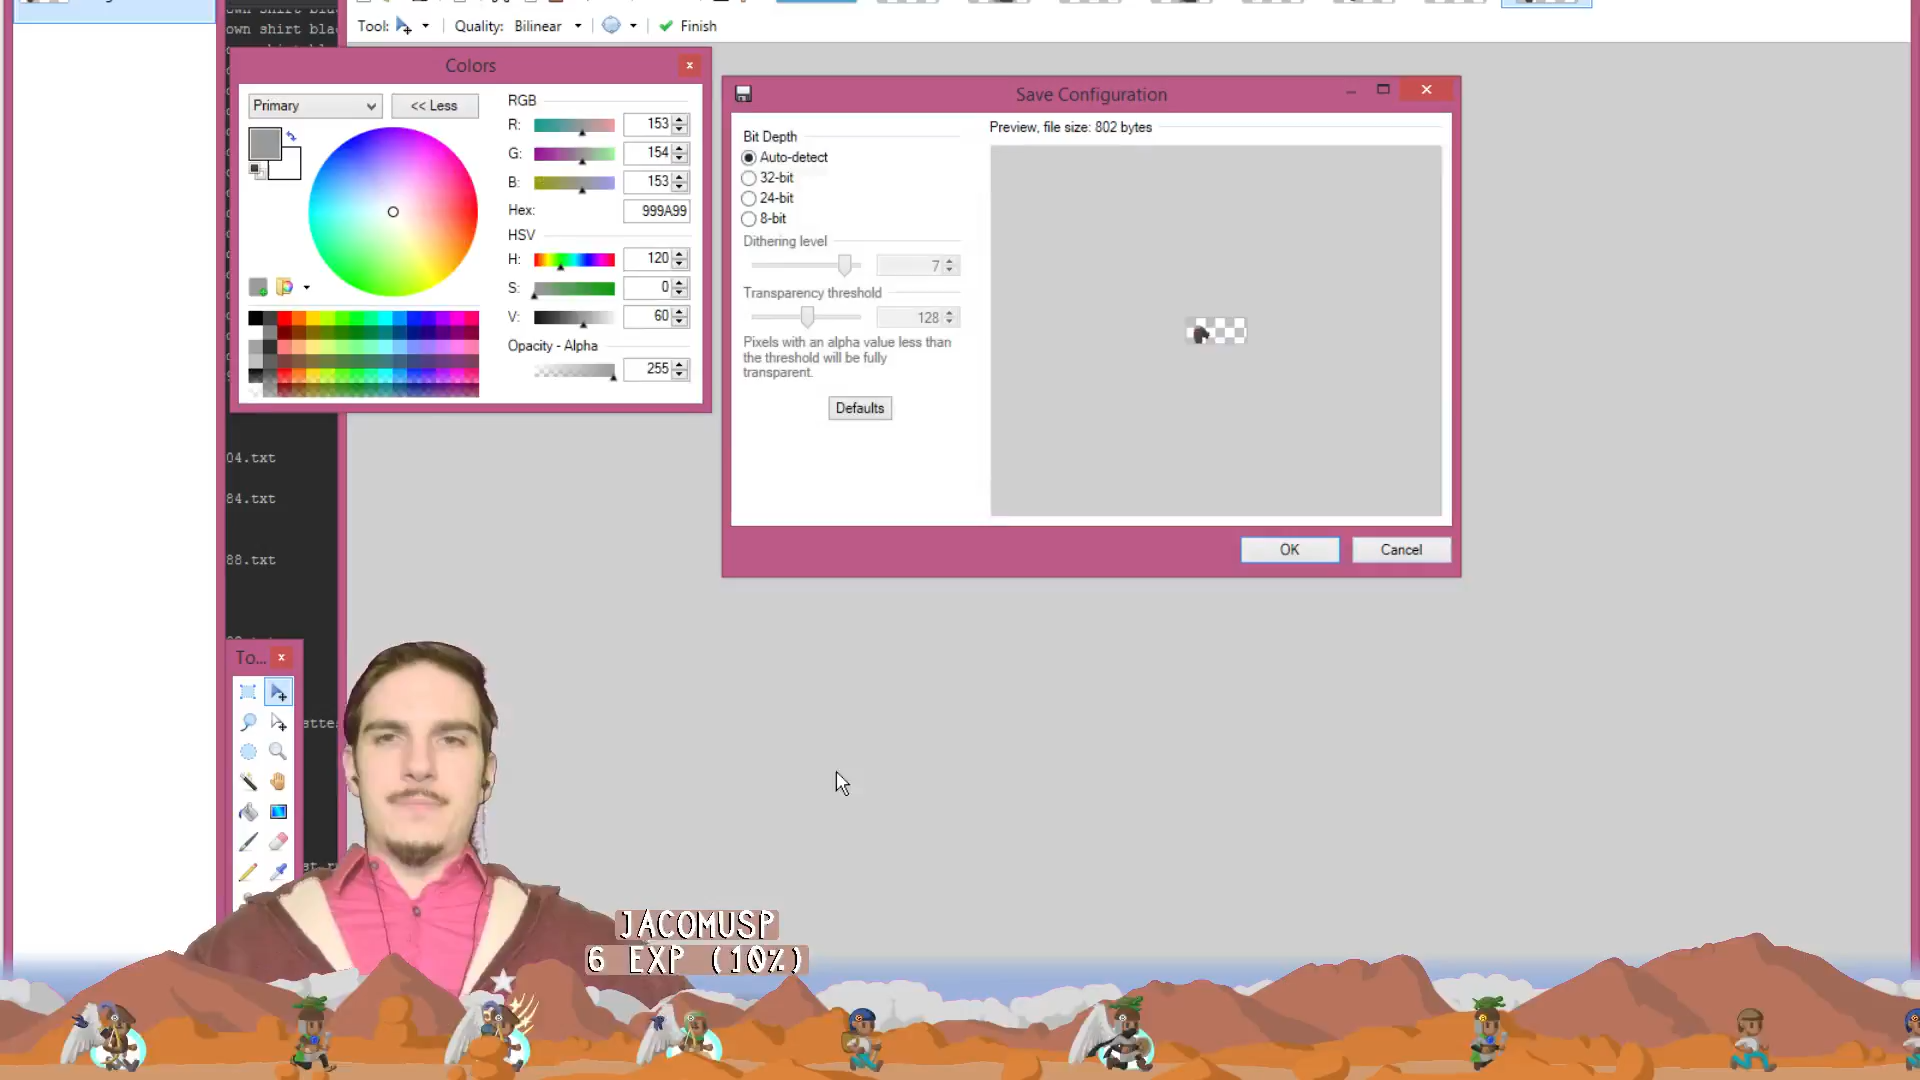 Tool:
Quality: Bilinear
Finish
own shirt bla
Colors
Primary
<< Less
RGB
R: 153
G: 154
B: 153
Hex: 999A99
HSV
H: 120
S: 0
V: 60
Opacity - Alpha
255
Save Configuration
Bit Depth
Auto-detect
32-bit
24-bit
8-bit
Dithering level
7
Transparency threshold
128
Pixels with an alpha value less than
the threshold will be fully
transparent.
Defaults
Preview, file size: 802 bytes
OK
Cancel
04.txt
84.txt
88.txt
To...
JACOMUSP
6 EXP (10%)